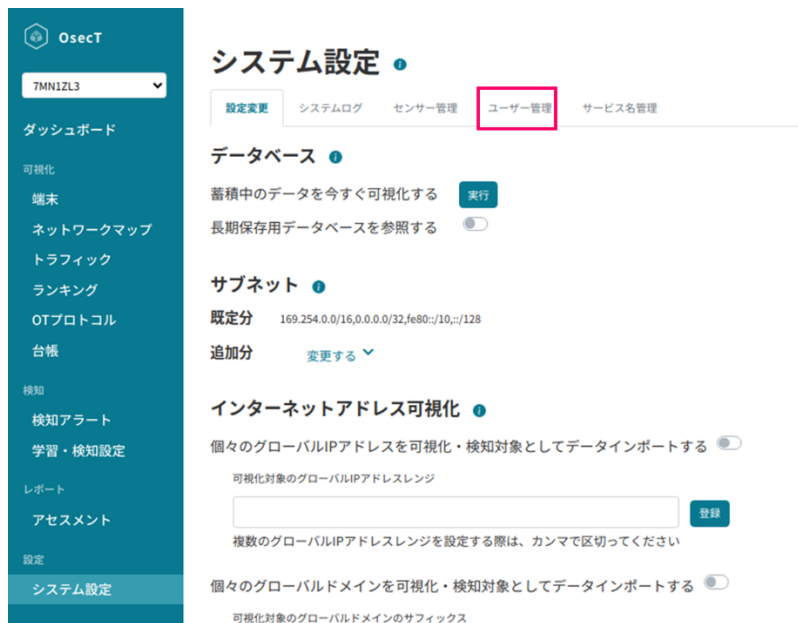 OsecT
7MN1ZL3
ダッシュボード
可視化
端末
ネットワークマップ
トラフィック
ランキング
OTプロトコル
台帳
検知
検知アラート
学習・検知設定
レポート
アセスメント
設定
システム設定
システム設定
設定変更 システムログ センサー管理 ユーザー管理 サービス名管理
データベース
蓄積中のデータを今すぐ可視化する 実行
長期保存用データベースを参照する
サブネット
既定分 169.254.0.0/16,0.0.0.0/32,fe80::/10,::/128
追加分 変更する
インターネットアドレス可視化
個々のグローバルIPアドレスを可視化・検知対象としてデータインポートする
可視化対象のグローバルIPアドレスレンジ
登録
複数のグローバルIPアドレスレンジを設定する際は、カンマで区切ってください
個々のグローバルドメインを可視化・検知対象としてデータインポートする
可視化対象のグローバルドメインのサフィックス